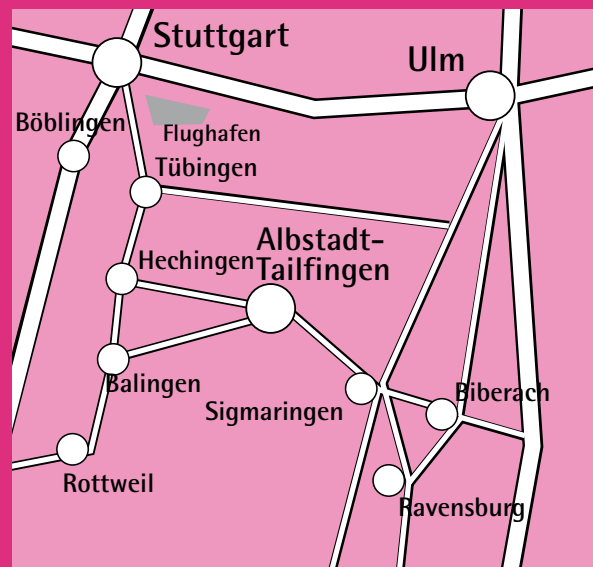 Stuttgart
Ulm
Böblingen
Flughafen
Tübingen
Albstadt-
Tailfingen
Hechingen
Balingen
Sigmaringen
Biberach
Rottweil
Ravensburg